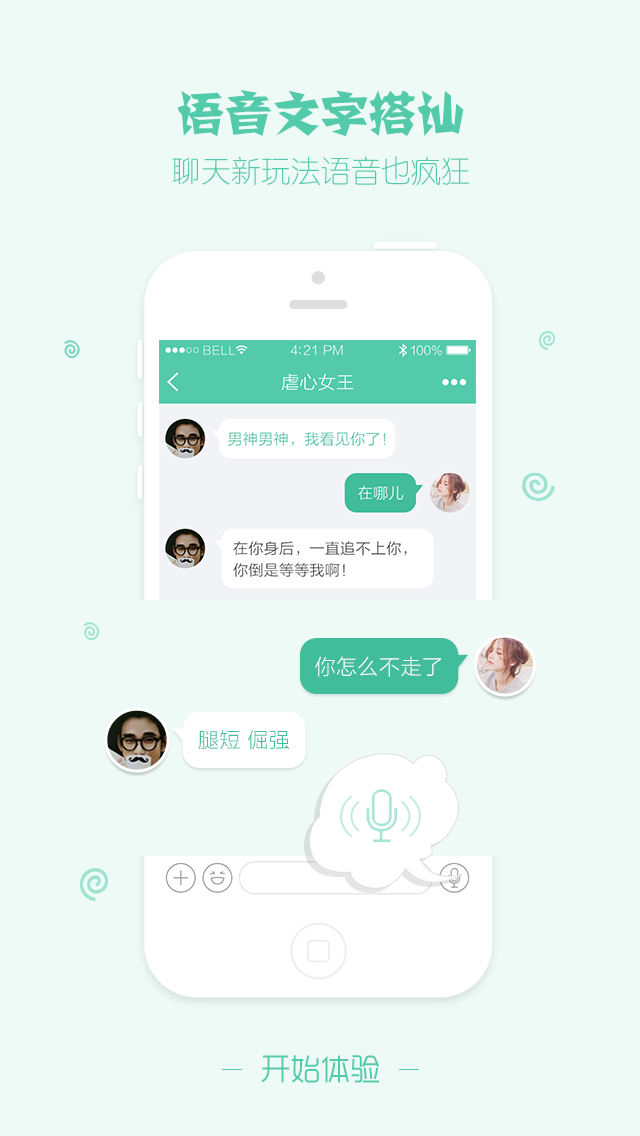 语音文字搭讪
聊天新玩法语音也疯狂
BELL 4:21 PM 100%
虐心女王
男神男神，我看见你了！
在哪儿
在你身后，一直追不上你，
你倒是等等我啊！
你怎么不走了
腿短 倔强
开始体验